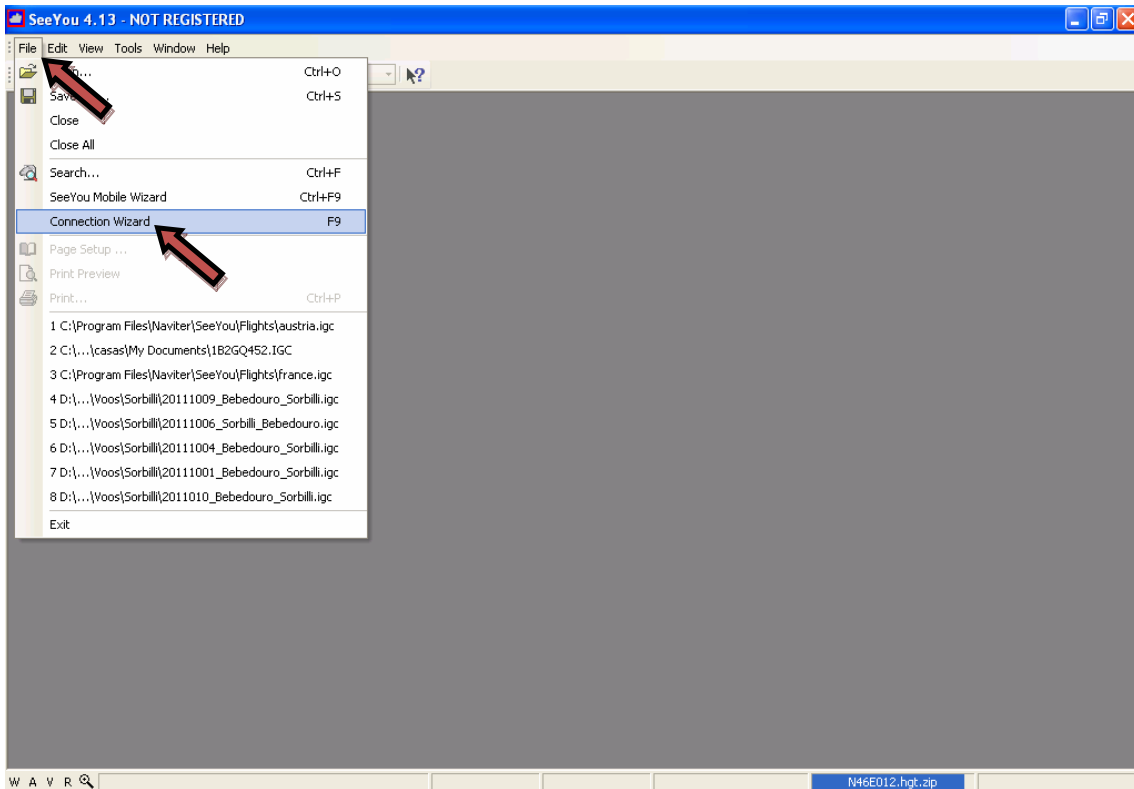 SeeYou 4.13 - NOT REGISTERED
File Edit View Tools Window Help
Ctrl+O
Save Ctrl+S
Close
Close All
Search... Ctrl+F
SeeYou Mobile Wizard Ctrl+F9
Connection Wizard F9
Page Setup ...
Print Preview
Print... Ctrl+P
1 C:\Program Files\Naviter\SeeYou\Flights\austria.igc
2 C:\...\casas\My Documents\1B2GQ452.IGC
3 C:\Program Files\Naviter\SeeYou\Flights\france.igc
4 D:\...\Voos\Sorbilli\20111009_Bebedouro_Sorbilli.igc
5 D:\...\Voos\Sorbilli\20111006_Sorbilli_Bebedouro.igc
6 D:\...\Voos\Sorbilli\20111004_Bebedouro_Sorbilli.igc
7 D:\...\Voos\Sorbilli\20111001_Bebedouro_Sorbilli.igc
8 D:\...\Voos\Sorbilli\2011010_Bebedouro_Sorbilli.igc
Exit
W A V R N46E012.hgt.zip